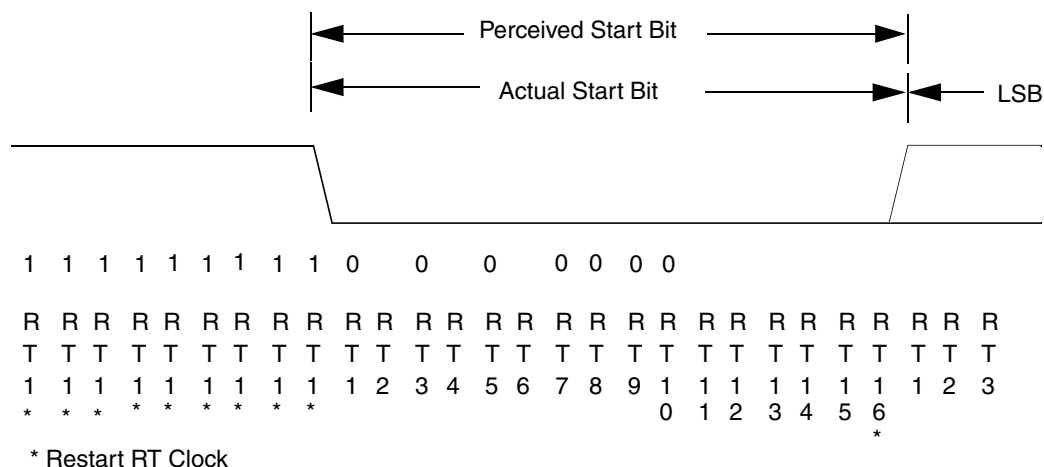 Perceived Start Bit
Actual Start Bit LSB
1 1 1 1 1 1 1 1 1 0 0 0 0 0 0 0
R R R R R R R R R R R R R R R R R R R R R R R R R R R R
T T T T T T T T T T T T T T T T T T T T T T T T T T T T
1 1 1 1 1 1 1 1 1 1 2 3 4 5 6 7 8 9 1 1 1 1 1 1 1 1 2 3
* * * * * * * * * 0 1 2 3 4 5 6
*
* Restart RT Clock